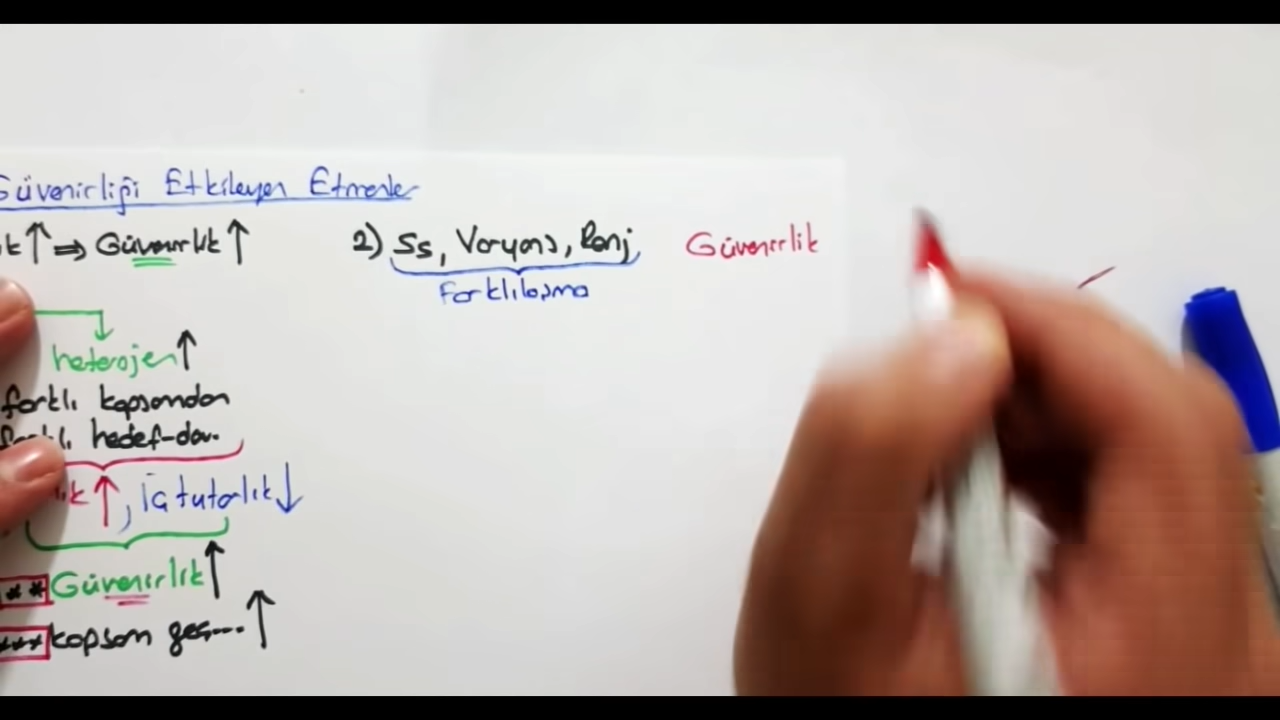 Güvenirliği Etkileyen Etmenler
k↑ ⇒ Güvenirlik↑
heterojen↑
farklı kapsamdan
farklı hedef-dav.
lık↑, iç tutarlık↓
** Güvenirlik↑
*** kapsam geç....↑
2) Ss, Varyans, Ranj Güvenirlik
Farklılaşma